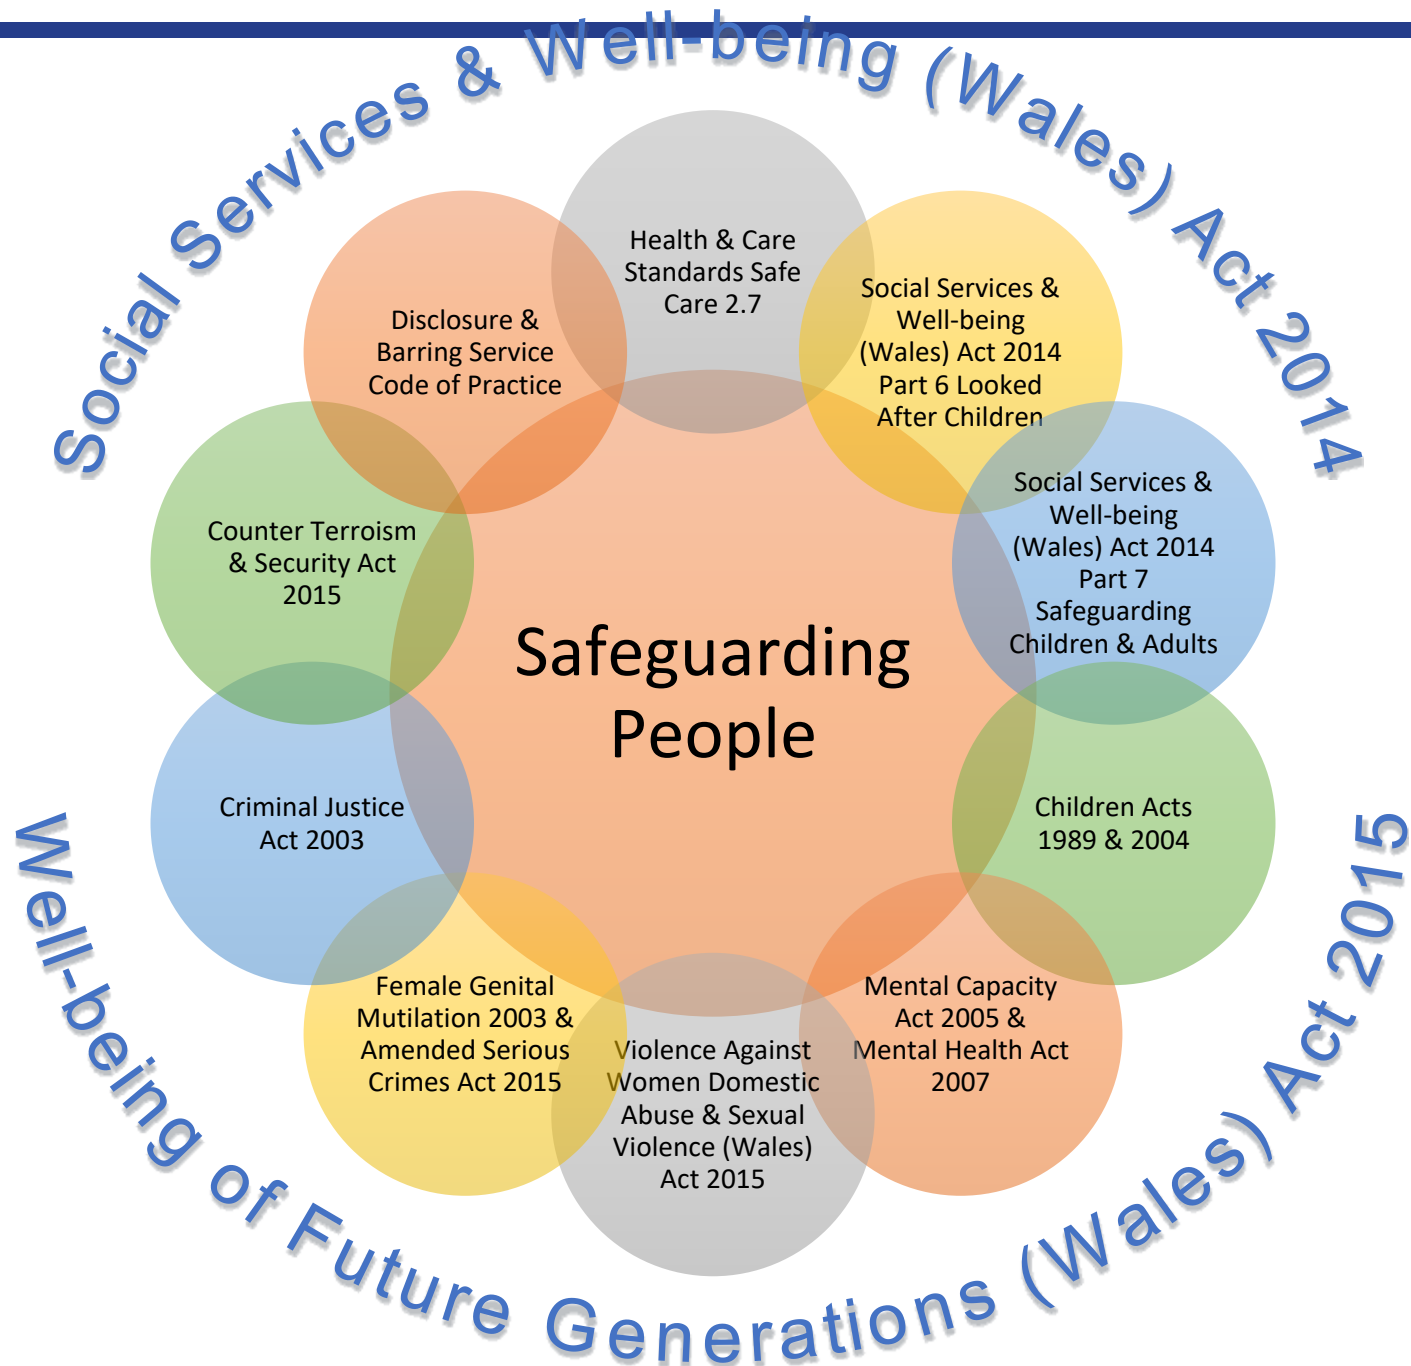 Social Services & Well-being (Wales) Act 2014
Health & Care
Standards Safe
Care 2.7
Social Services &
Well-being
(Wales) Act 2014
Part 6 Looked
After Children
Social Services &
Well-being
(Wales) Act 2014
Part 7
Safeguarding
Children & Adults
Children Acts
1989 & 2004
Mental Capacity
Act 2005 &
Mental Health Act
2007
Violence Against
Women Domestic
Abuse & Sexual
Violence (Wales)
Act 2015
Female Genital
Mutilation 2003 &
Amended Serious
Crimes Act 2015
Criminal Justice
Act 2003
Counter Terroism
& Security Act
2015
Disclosure &
Barring Service
Code of Practice
Safeguarding
People
Well-being of Future Generations (Wales) Act 2015